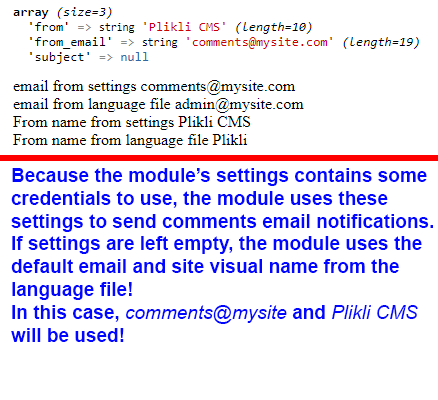 array (size=3)
'from' => string 'Plikli CMS' (length=10)
'from_email' => string 'comments@mysite.com' (length=19)
'subject' => null
email from settings comments@mysite.com
email from language file admin@mysite.com
From name from settings Plikli CMS
From name from language file Plikli
Because the module’s settings contains some
credentials to use, the module uses these
settings to send comments email notifications.
If settings are left empty, the module uses the
default email and site visual name from the
language file!
In this case, comments@mysite and Plikli CMS
will be used!